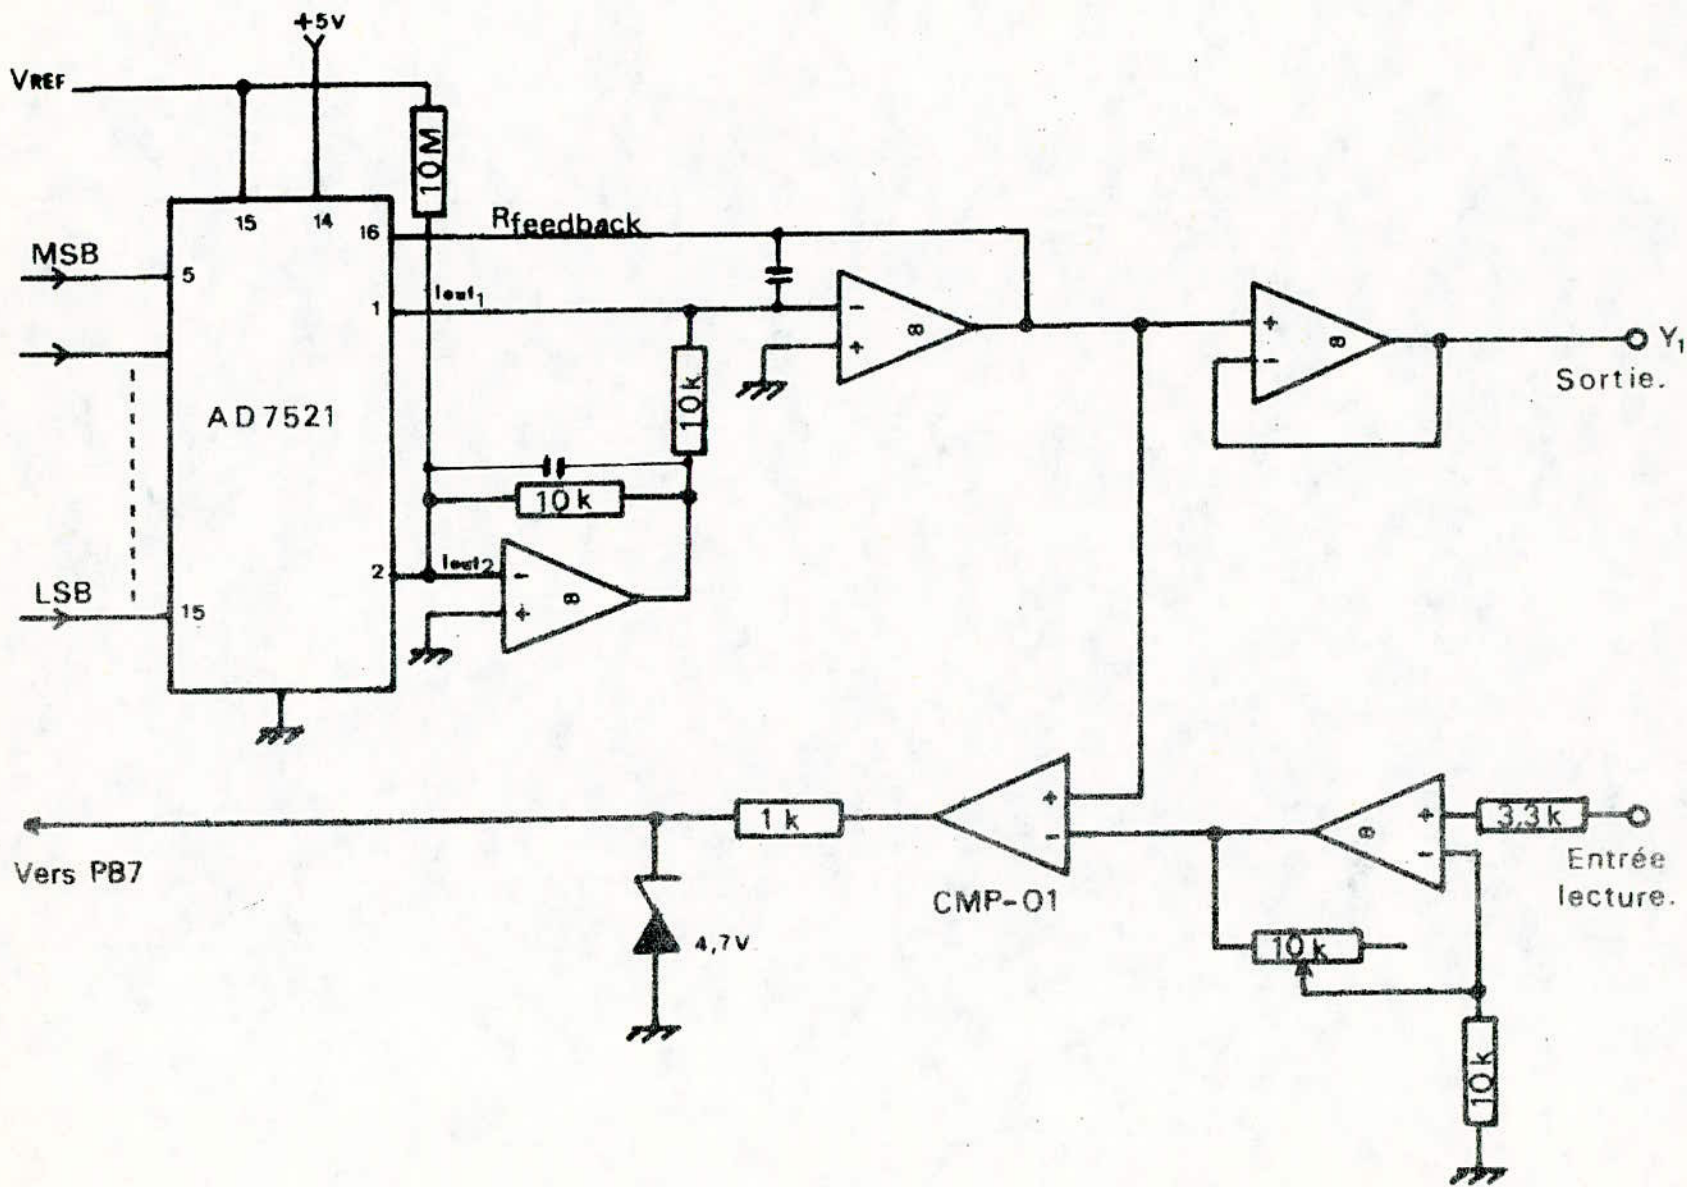 +5V
VREF
10M
15
14
16
Rfeedback
MSB
5
1
Iout1
-
+
8
+
-
8
Y1
Sortie.
10k
AD7521
10k
2
Iout2
-
+
8
LSB
15
+
-
1k
8
+
-
3,3k
Entrée
lecture.
Vers PB7
CMP-01
4,7V
10k
10k